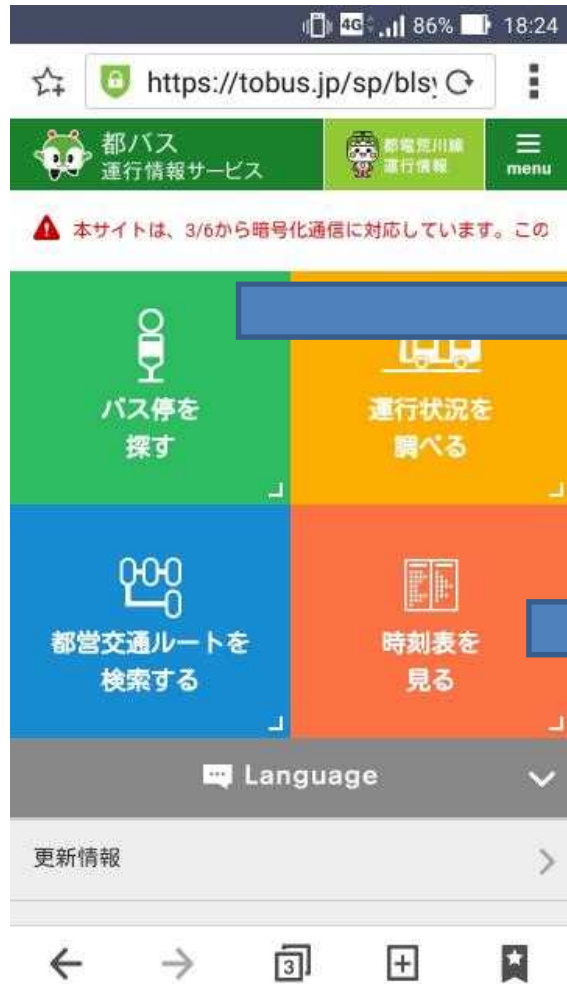 4G 86% 18:24
https://tobus.jp/sp/blsy
都バス
運行情報サービス
都電荒川線
運行情報
menu
本サイトは、3/6から暗号化通信に対応しています。この
バス停を
探す
運行状況を
調べる
都営交通ルートを
検索する
時刻表を
見る
Language
更新情報
3